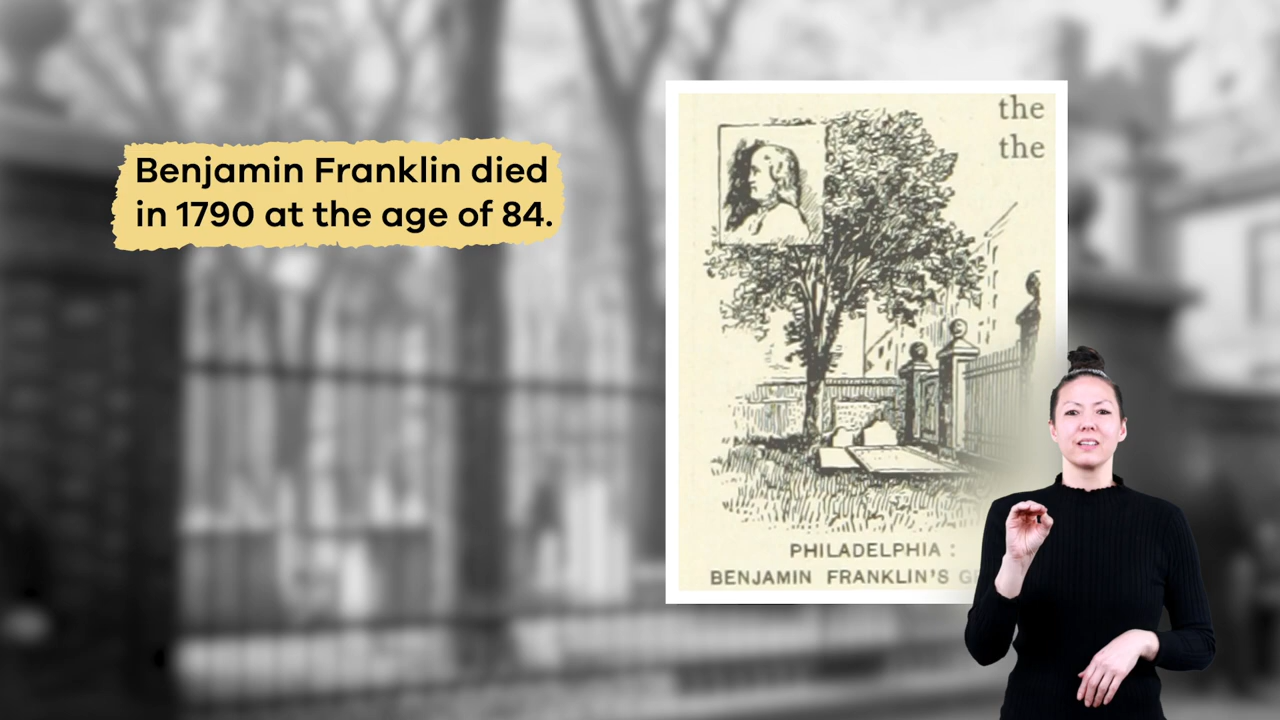 Benjamin Franklin died
in 1790 at the age of 84.
the
the
PHILADELPHIA :
BENJAMIN FRANKLIN'S